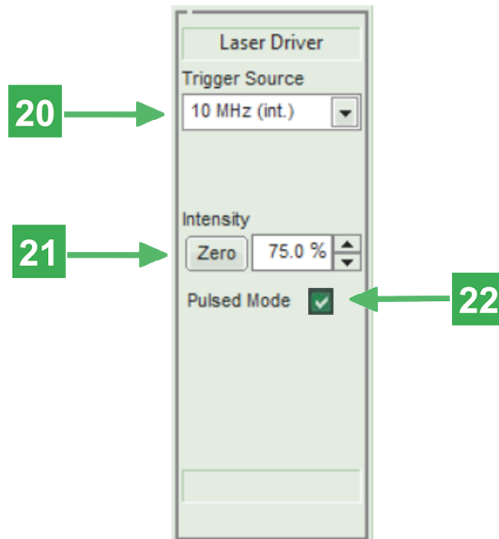 Laser Driver
Trigger Source
20
10 MHz (int.)
Intensity
21
Zero 75.0 %
Pulsed Mode
22